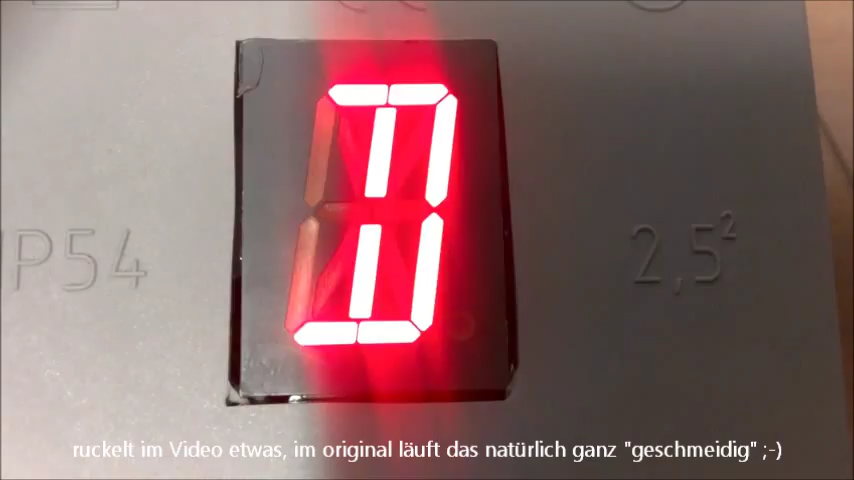 D
IP54
2,5²
ruckelt im Video etwas, im original läuft das natürlich ganz "geschmeidig" ;-)